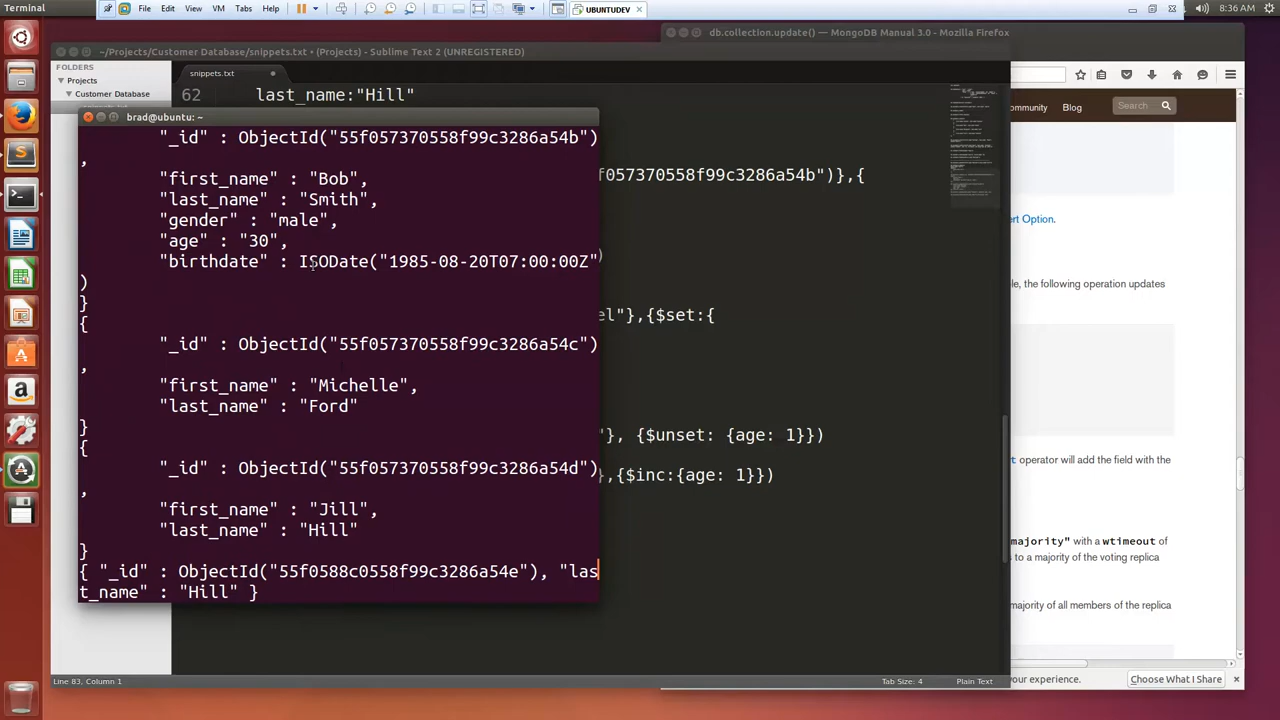 Terminal
File Edit View VM Tabs Help
UBUNTUDEV
8:36 AM
db.collection.update() — MongoDB Manual 3.0 - Mozilla Firefox
~/Projects/Customer Database/snippets.txt • (Projects) - Sublime Text 2 (UNREGISTERED)
FOLDERS
Projects
Customer Database
snippets.txt
62 last_name:"Hill"
brad@ubuntu: ~
"_id" : ObjectId("55f057370558f99c3286a54b")
,
"first_name" : "Bob",
"last_name" : "Smith",
"gender" : "male",
"age" : "30",
"birthdate" : ISODate("1985-08-20T07:00:00Z"
)
}
{
"_id" : ObjectId("55f057370558f99c3286a54c")
,
"first_name" : "Michelle",
"last_name" : "Ford"
}
{
"_id" : ObjectId("55f057370558f99c3286a54d")
,
"first_name" : "Jill",
"last_name" : "Hill"
}
{ "_id" : ObjectId("55f0588c0558f99c3286a54e"), "las
t_name" : "Hill" }
f057370558f99c3286a54b")},{
)
el"},{$set:{
"}, {$unset: {age: 1}})
},{$inc:{age: 1}})
ommunity Blog Search
ert Option.
le, the following operation updates
t operator will add the field with the
majority" with a wtimeout of
s to a majority of the voting replica
majority of all members of the replica
your experience. Choose What I Share
Line 83, Column 1
Tab Size: 4
Plain Text